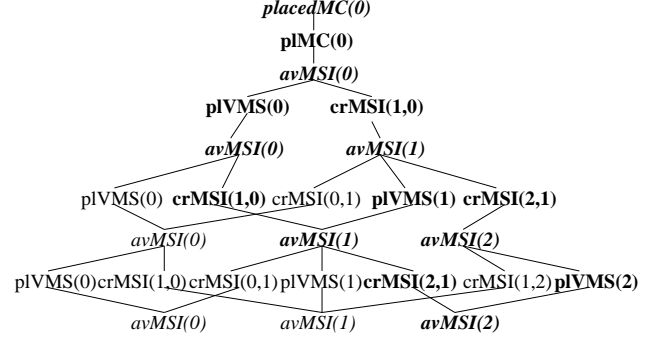 placedMC(0)
plMC(0)
avMSI(0)
plVMS(0) crMSI(1,0)
avMSI(0) avMSI(1)
plVMS(0) crMSI(1,0) crMSI(0,1) plVMS(1) crMSI(2,1)
avMSI(0) avMSI(1) avMSI(2)
plVMS(0) crMSI(1,0) crMSI(0,1) plVMS(1) crMSI(2,1) crMSI(1,2) plVMS(2)
avMSI(0) avMSI(1) avMSI(2)